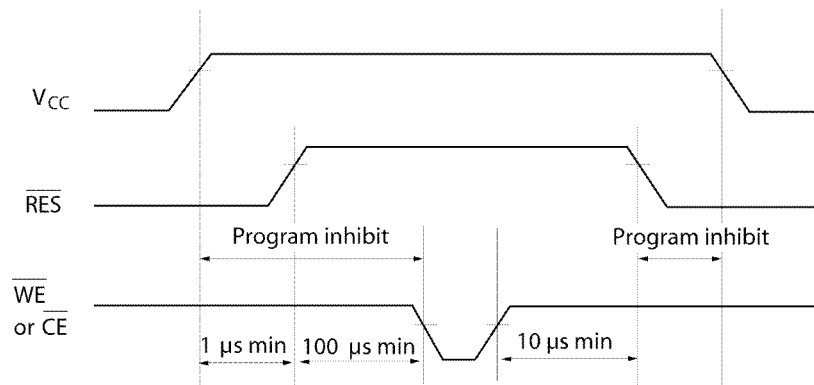 VCC
RES
Program inhibit
Program inhibit
WE
or CE
1 μs min
100 μs min
10 μs min